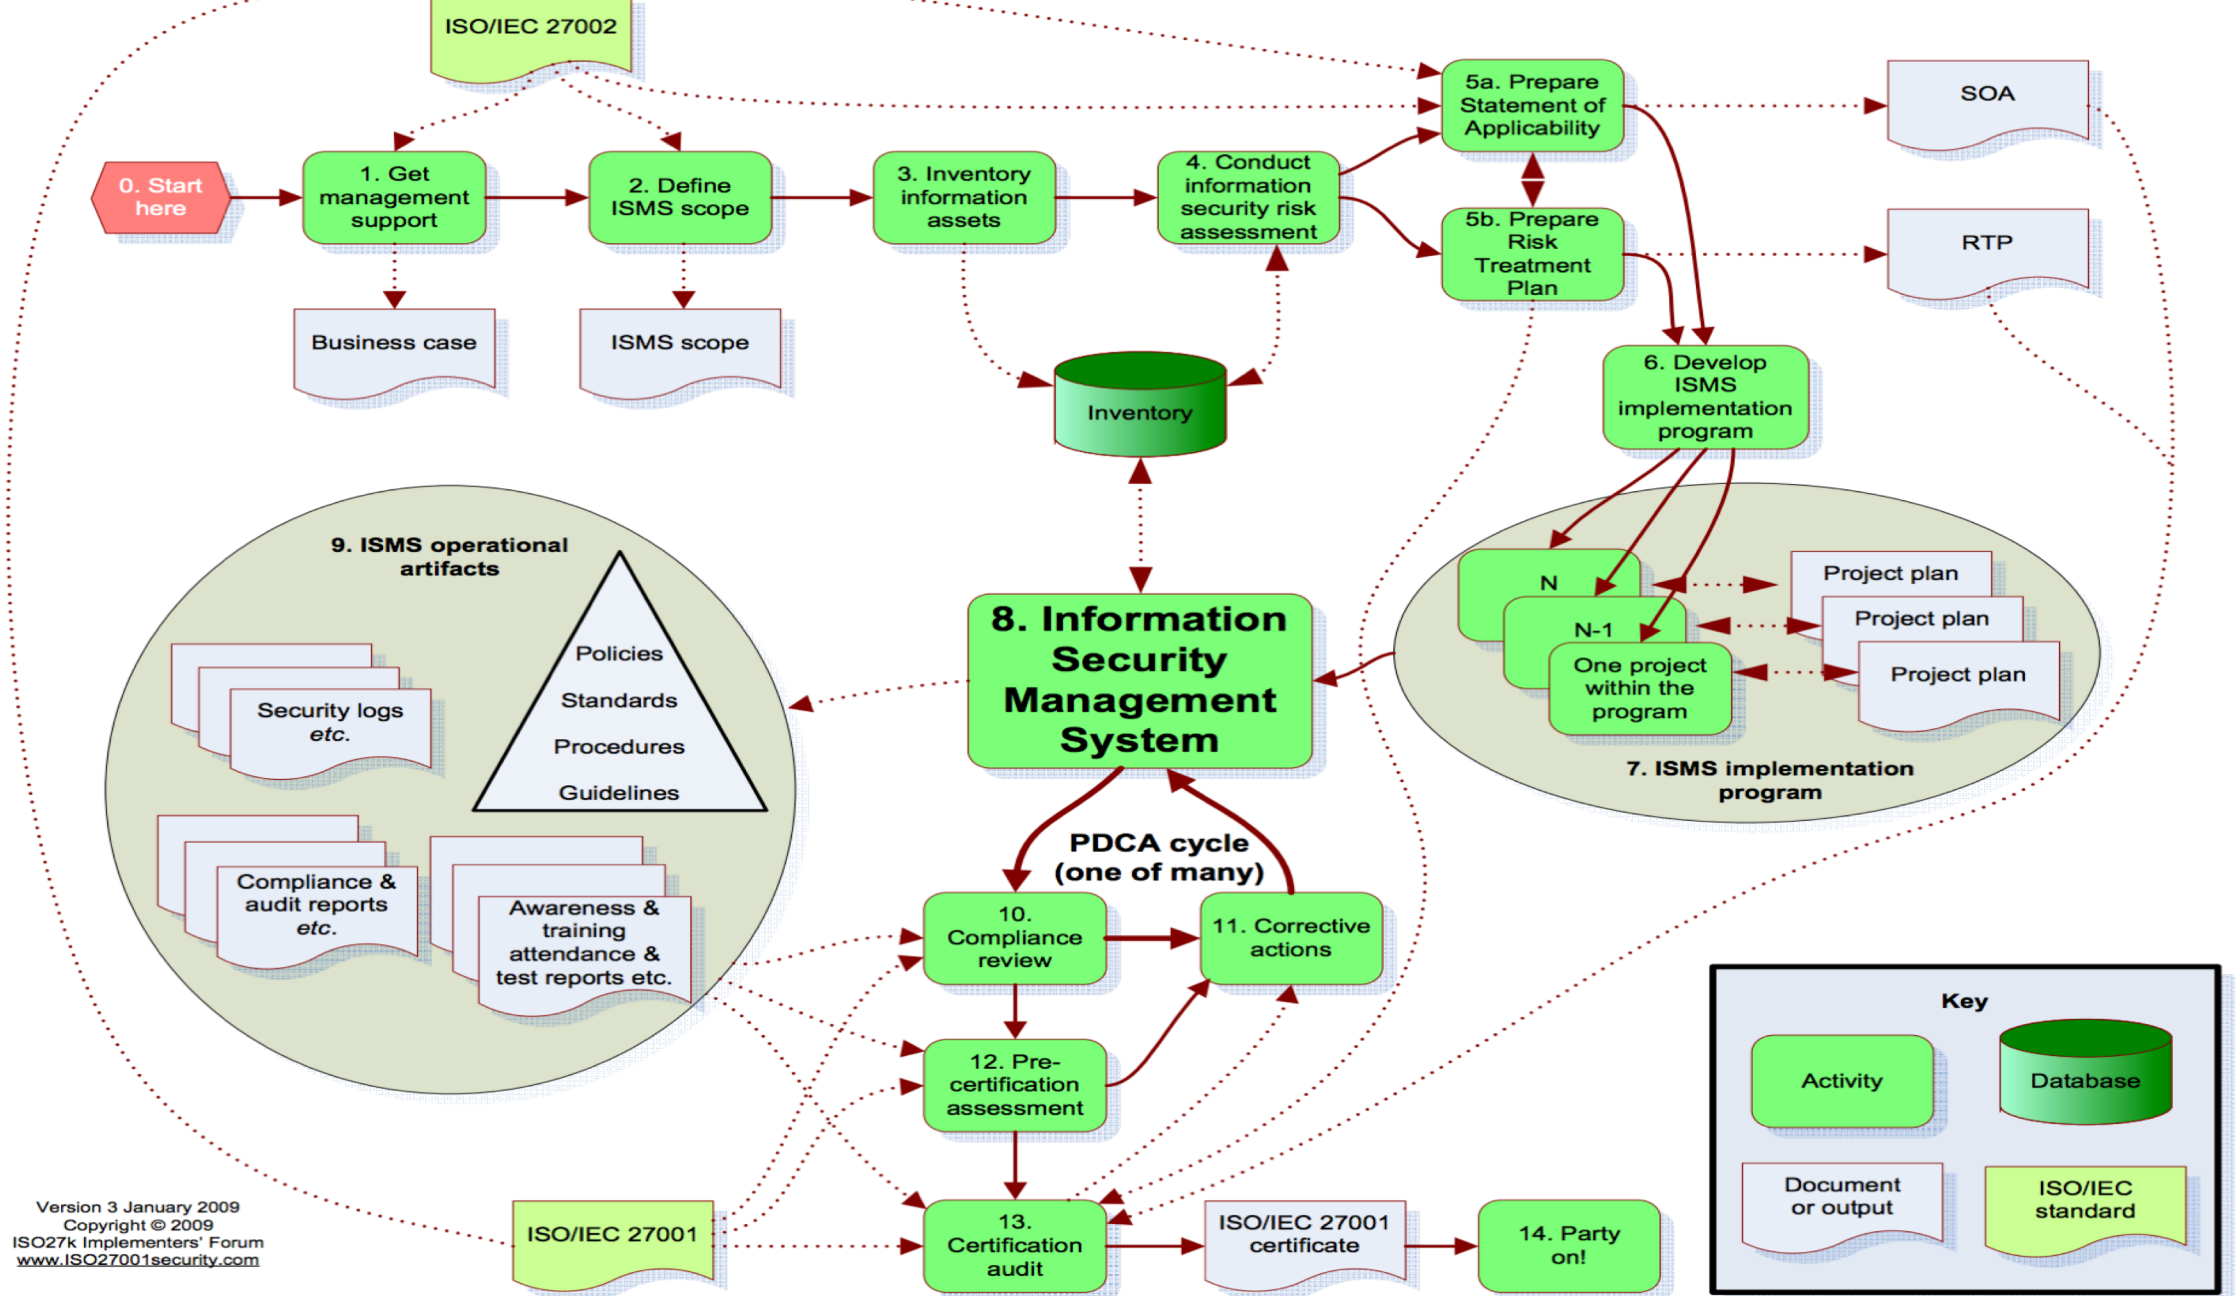 ISO/IEC 27002
0. Start
here
1. Get
management
support
2. Define
ISMS scope
3. Inventory
information
assets
4. Conduct
information
security risk
assessment
5a. Prepare
Statement of
Applicability
5b. Prepare
Risk
Treatment
Plan
SOA
RTP
Business case
ISMS scope
Inventory
6. Develop
ISMS
implementation
program
9. ISMS operational
artifacts
Policies
Standards
Procedures
Guidelines
Security logs
etc.
Compliance &
audit reports
etc.
Awareness &
training
attendance &
test reports etc.
8. Information
Security
Management
System
N
N-1
One project
within the
program
Project plan
Project plan
Project plan
7. ISMS implementation
program
PDCA cycle
(one of many)
10.
Compliance
review
11. Corrective
actions
12. Pre-
certification
assessment
13.
Certification
audit
ISO/IEC 27001
ISO/IEC 27001
certificate
14. Party
on!
Key
Activity
Database
Document
or output
ISO/IEC
standard
Version 3 January 2009
Copyright © 2009
ISO27k Implementers' Forum
www.ISO27001security.com